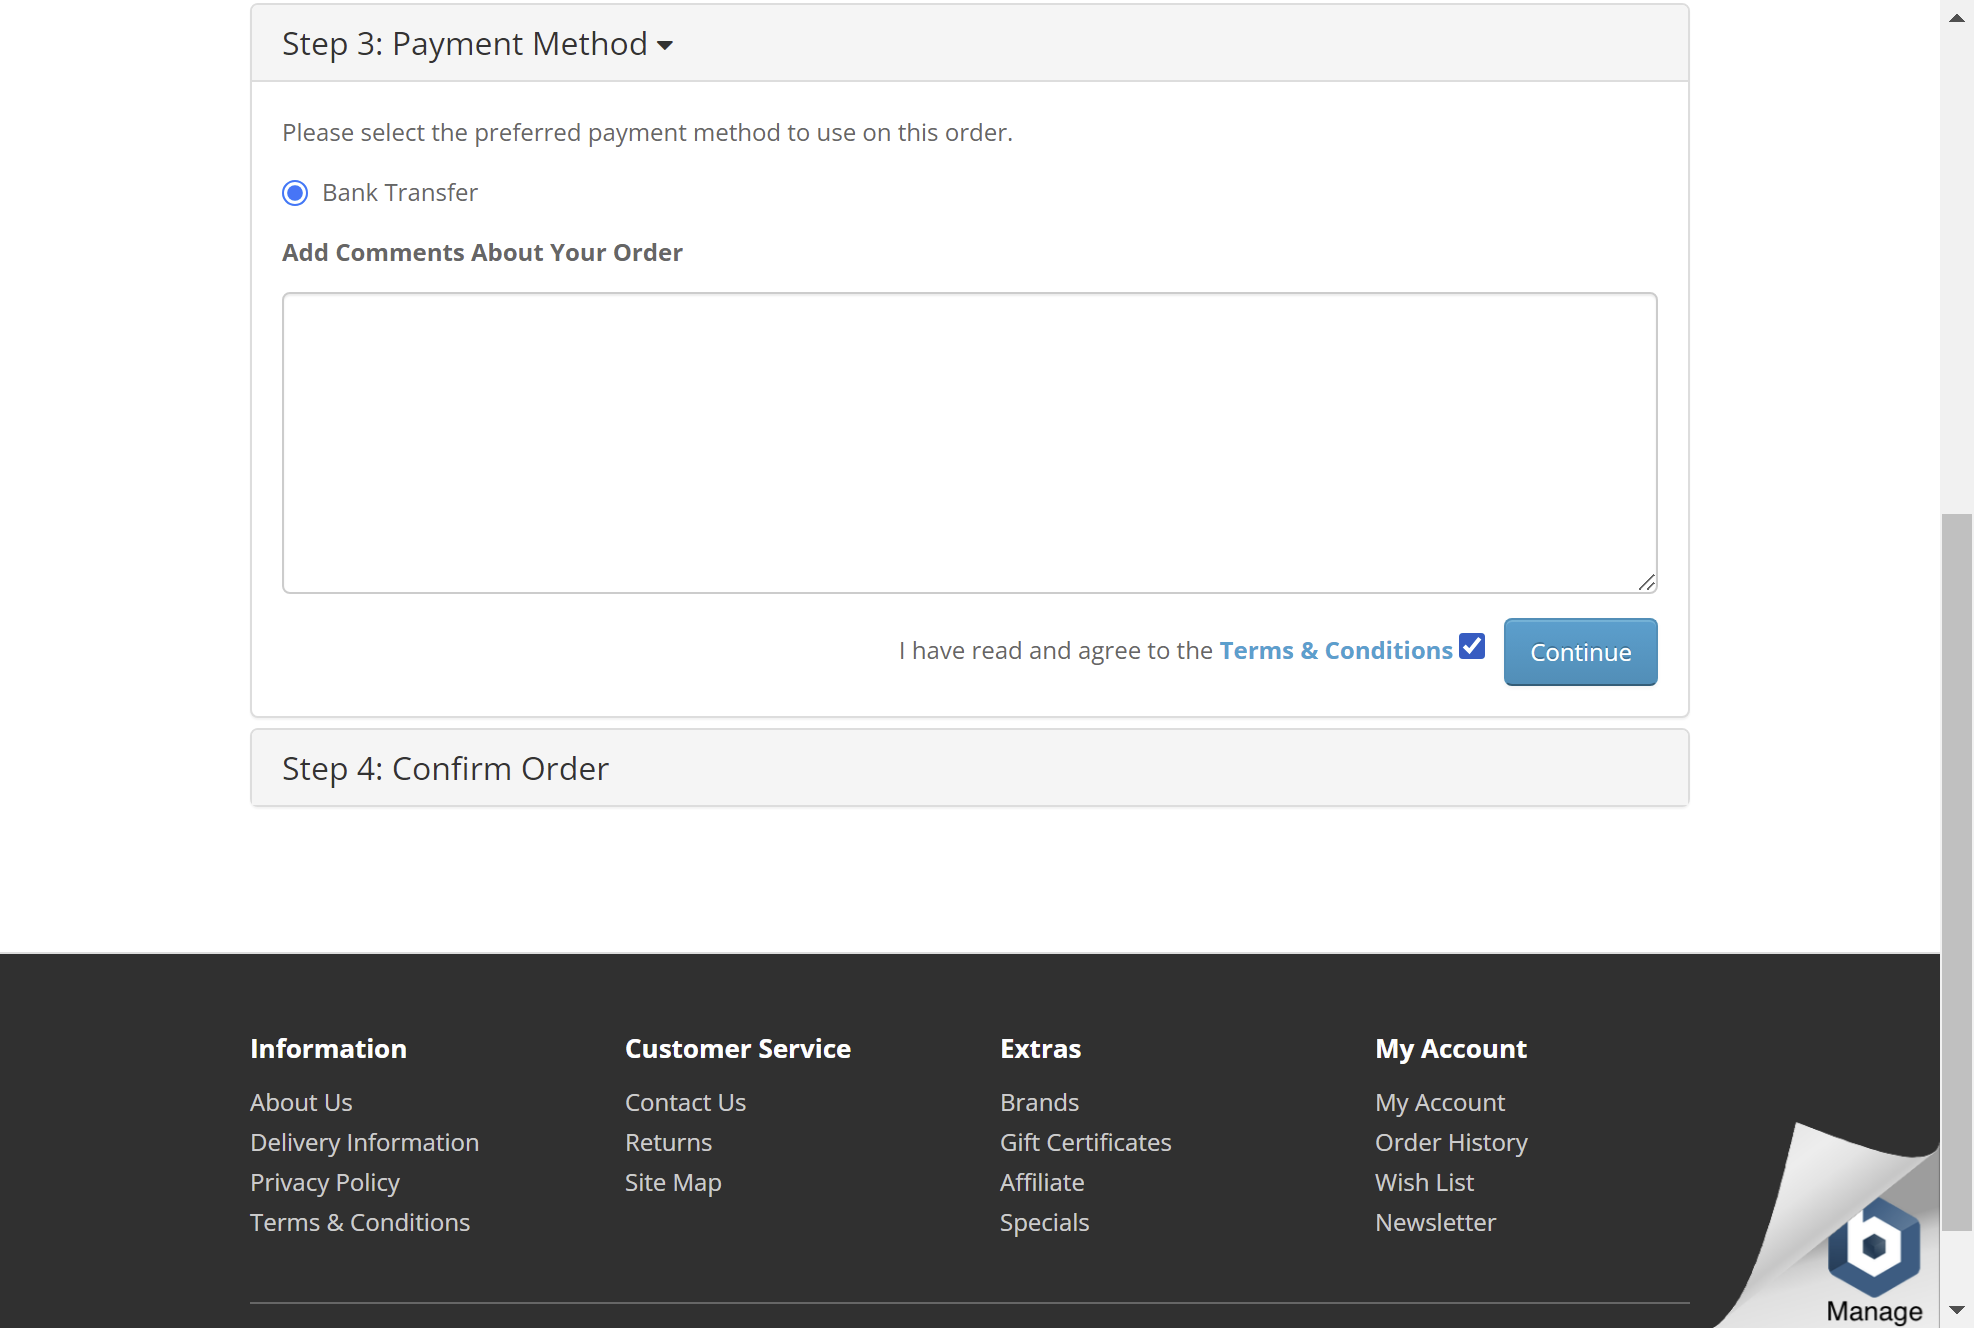 Step 3: Payment Method
Please select the preferred payment method to use on this order.
Bank Transfer
Add Comments About Your Order
I have read and agree to the Terms & Conditions
Continue
Step 4: Confirm Order
Information
About Us
Delivery Information
Privacy Policy
Terms & Conditions
Customer Service
Contact Us
Returns
Site Map
Extras
Brands
Gift Certificates
Affiliate
Specials
My Account
My Account
Order History
Wish List
Newsletter
b
Manage